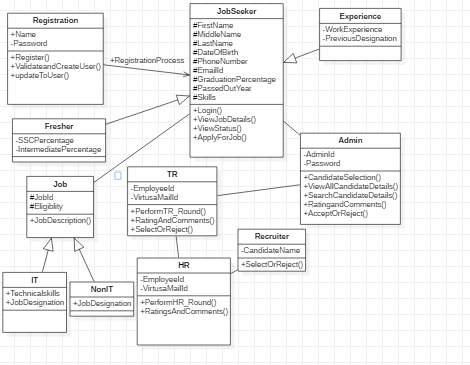 Registration
+Name
-Password
+Register()
+ValidateandCreateUser()
+updateToUser()
+RegistrationProcess
JobSeeker
#FirstName
#MiddleName
#LastName
#DateOfBirth
#PhoneNumber
#EmailId
#GraduationPercentage
#PassedOutYear
#Skills
+Login()
+ViewJobDetails()
+ViewStatus()
+ApplyForJob()
Experience
-WorkExperience
-PreviousDesignation
Fresher
-SSCPercentage
-IntermediatePercentage
Admin
-AdminId
-Password
+CandidateSelection()
+ViewAllCandidateDetails()
+SearchCandidateDetails()
+RatingandComments()
+AcceptOrReject()
Job
#JobId
#Eligiblity
+JobDescription()
TR
-EmployeeId
-VirtusaMailId
+PerformTR_Round()
+RatingAndComments()
+SelectOrReject()
Recruiter
-CandidateName
+SelectOrReject()
HR
-EmployeeId
-VirtusaMailId
+PerformHR_Round()
+RatingsAndComments()
IT
+Technicalskills
+JobDesignation
NonIT
+JobDesignation